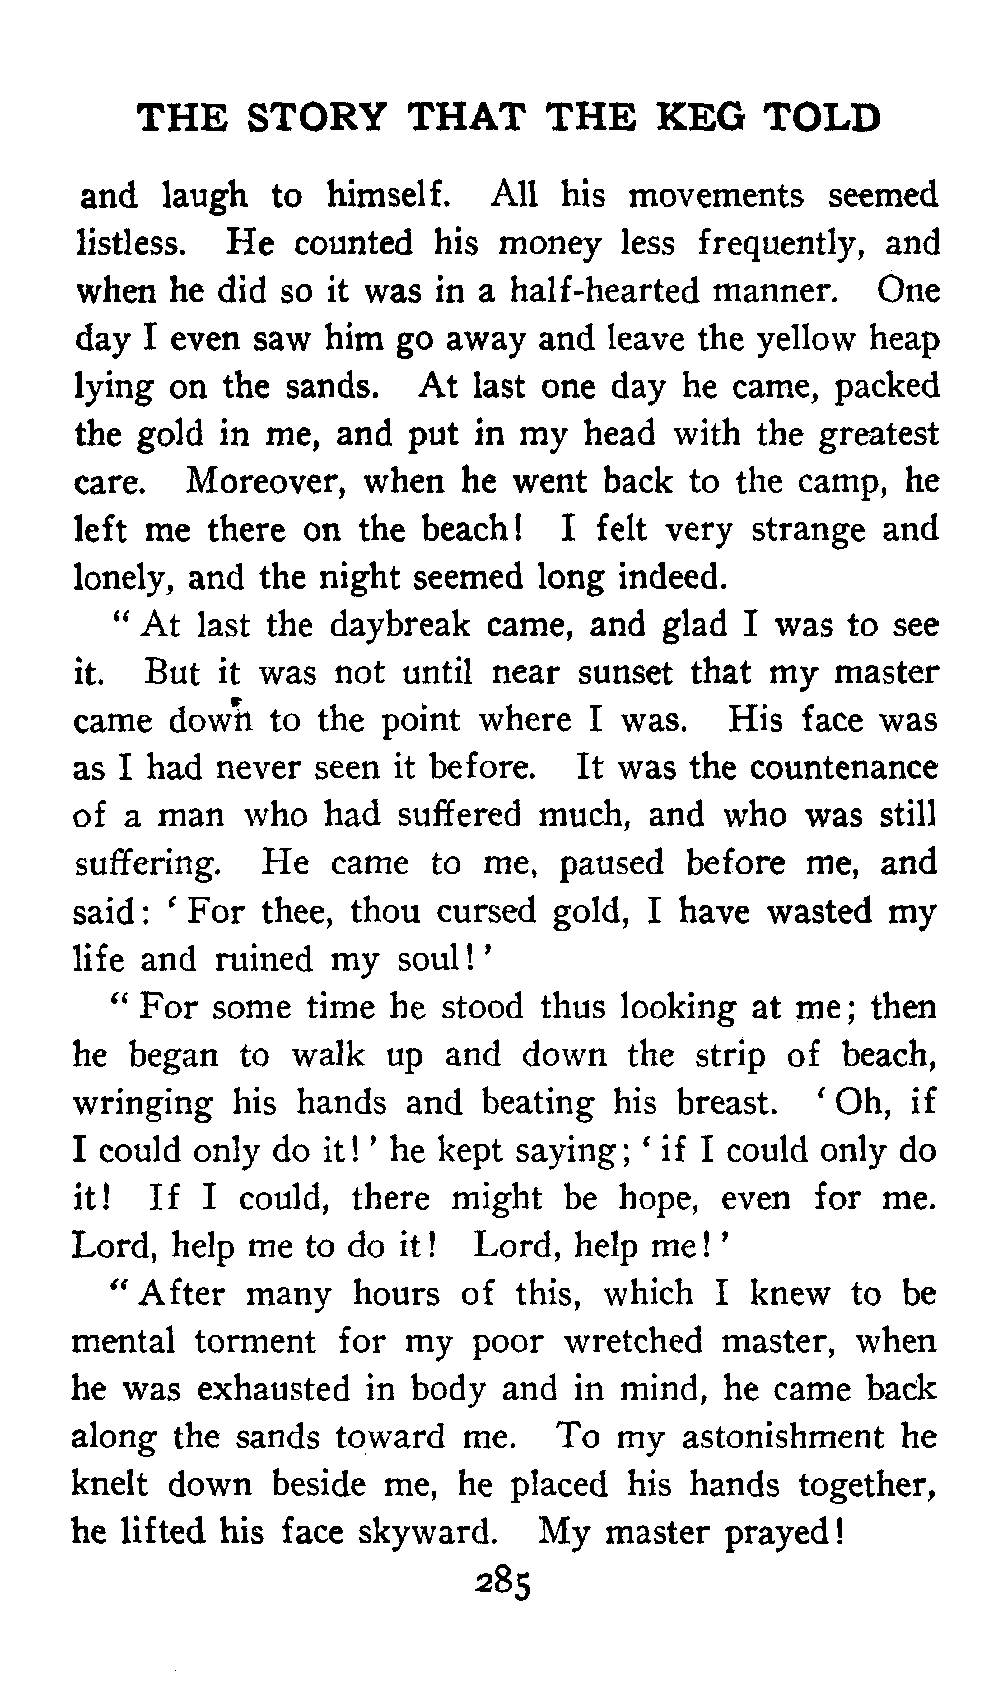 THE STORY THAT THE KEG TOLD
and laugh to himself. All his movements seemed
listless. He counted his money less frequently, and
when he did so it was in a half-hearted manner. One
day I even saw him go away and leave the yellow heap
lying on the sands. At last one day he came, packed
the gold in me, and put in my head with the greatest
care. Moreover, when he went back to the camp, he
left me there on the beach! I felt very strange and
lonely, and the night seemed long indeed.
“ At last the daybreak came, and glad I was to see
it. But it was not until near sunset that my master
came down to the point where I was. His face was
as I had never seen it before. It was the countenance
of a man who had suffered much, and who was still
suffering. He came to me, paused before me, and
said: ‘ For thee, thou cursed gold, I have wasted my
life and ruined my soul! ’
“ For some time he stood thus looking at me; then
he began to walk up and down the strip of beach,
wringing his hands and beating his breast. ‘ Oh, if
I could only do it! ’ he kept saying; ‘ if I could only do
it! If I could, there might be hope, even for me.
Lord, help me to do it! Lord, help me! ’
“ After many hours of this, which I knew to be
mental torment for my poor wretched master, when
he was exhausted in body and in mind, he came back
along the sands toward me. To my astonishment he
knelt down beside me, he placed his hands together,
he lifted his face skyward. My master prayed!
285